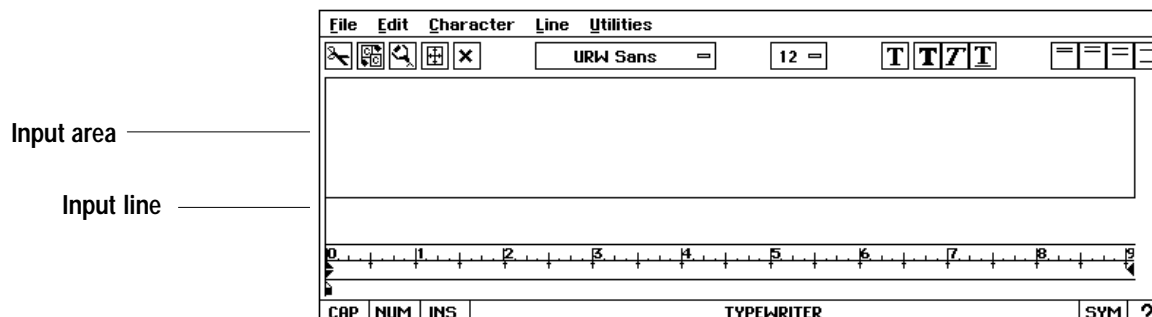 File Edit Character Line Utilities
URW Sans 12 T T T T
Input area
Input line
0 1 2 3 4 5 6 7 8 9
CAP NUM INS TYPEWRITER SYM ?